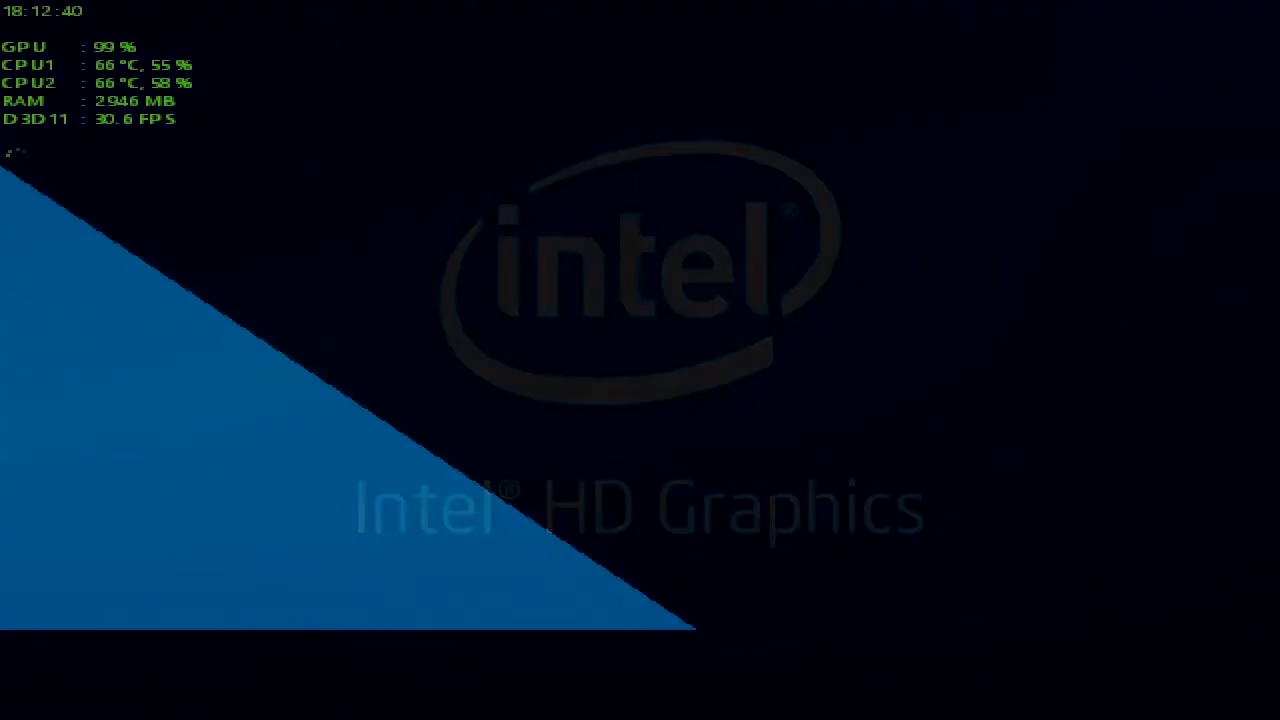 18:12:40
GPU : 99 %
CPU1 : 66 °C, 55 %
CPU2 : 66 °C, 58 %
RAM : 2946 MB
D3D11 : 30.6 FPS
intel®
Intel® HD Graphics